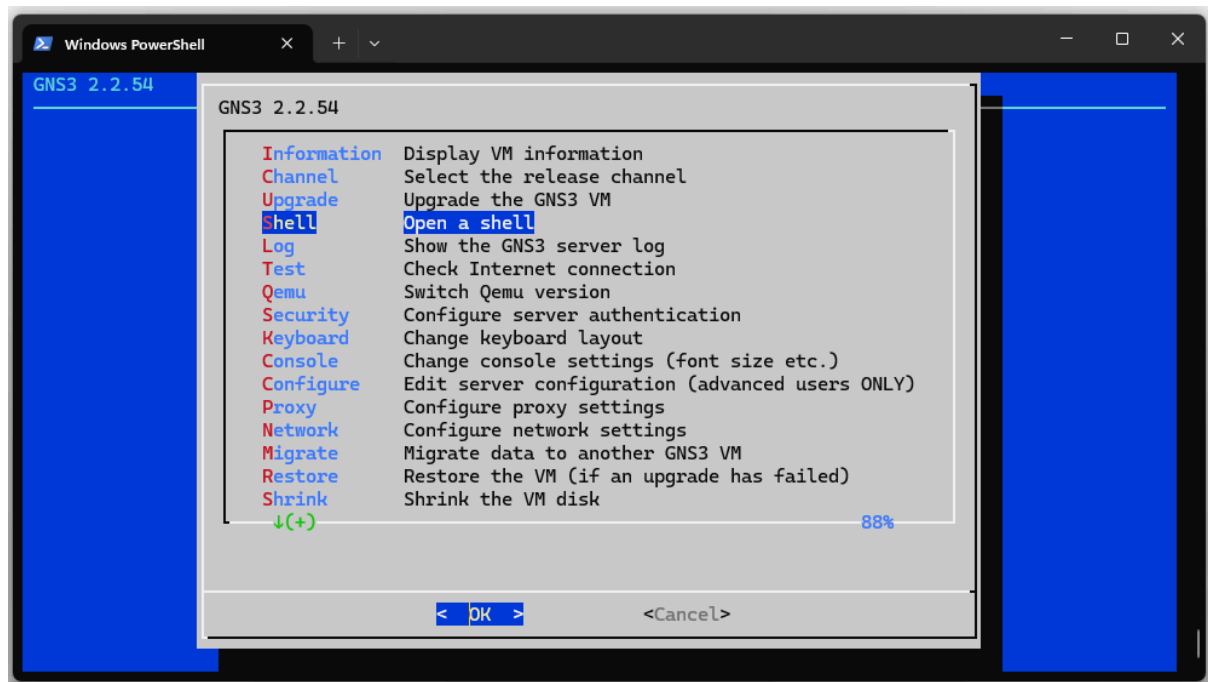 Windows PowerShell
GNS3 2.2.54
GNS3 2.2.54
Information Display VM information
Channel Select the release channel
Upgrade Upgrade the GNS3 VM
Shell Open a shell
Log Show the GNS3 server log
Test Check Internet connection
Qemu Switch Qemu version
Security Configure server authentication
Keyboard Change keyboard layout
Console Change console settings (font size etc.)
Configure Edit server configuration (advanced users ONLY)
Proxy Configure proxy settings
Network Configure network settings
Migrate Migrate data to another GNS3 VM
Restore Restore the VM (if an upgrade has failed)
Shrink Shrink the VM disk
↓(+) 88%
< OK > <Cancel>